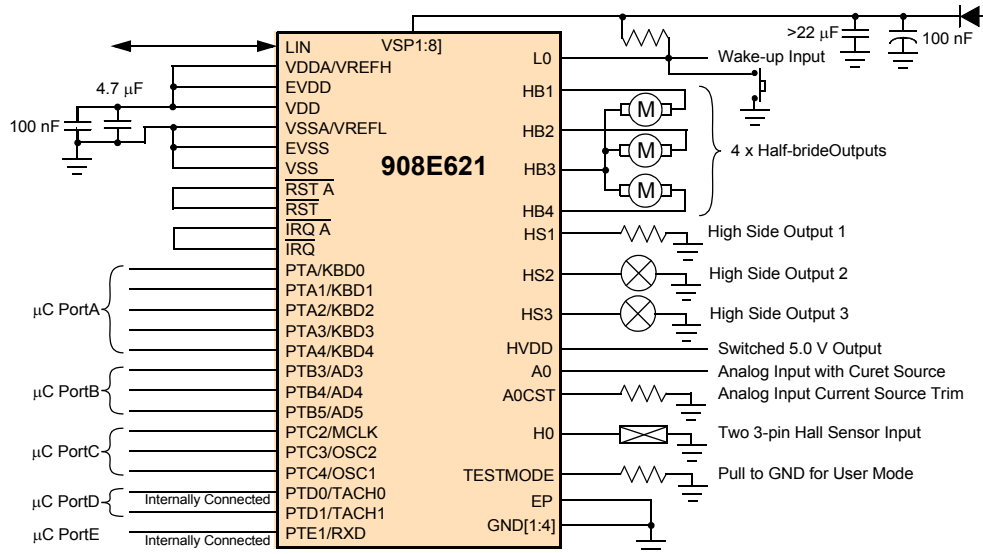 LIN
VDDA/VREFH
EVDD
VDD
VSSA/VREFL
EVSS
VSS
RST A
RST
IRQ A
IRQ
PTA/KBD0
PTA1/KBD1
PTA2/KBD2
PTA3/KBD3
PTA4/KBD4
PTB3/AD3
PTB4/AD4
PTB5/AD5
PTC2/MCLK
PTC3/OSC2
PTC4/OSC1
PTD0/TACH0
PTD1/TACH1
PTE1/RXD
4.7 μF
100 nF
μC PortA
μC PortB
μC PortC
μC PortD
Internally Connected
μC PortE
Internally Connected
908E621
VSP1:8]
L0
HB1
HB2
HB3
HB4
HS1
HS2
HS3
HVDD
A0
A0CST
H0
TESTMODE
EP
GND[1:4]
>22 μF
100 nF
Wake-up Input
M
M
M
4 x Half-brideOutputs
High Side Output 1
High Side Output 2
High Side Output 3
Switched 5.0 V Output
Analog Input with Curet Source
Analog Input Current Source Trim
Two 3-pin Hall Sensor Input
Pull to GND for User Mode